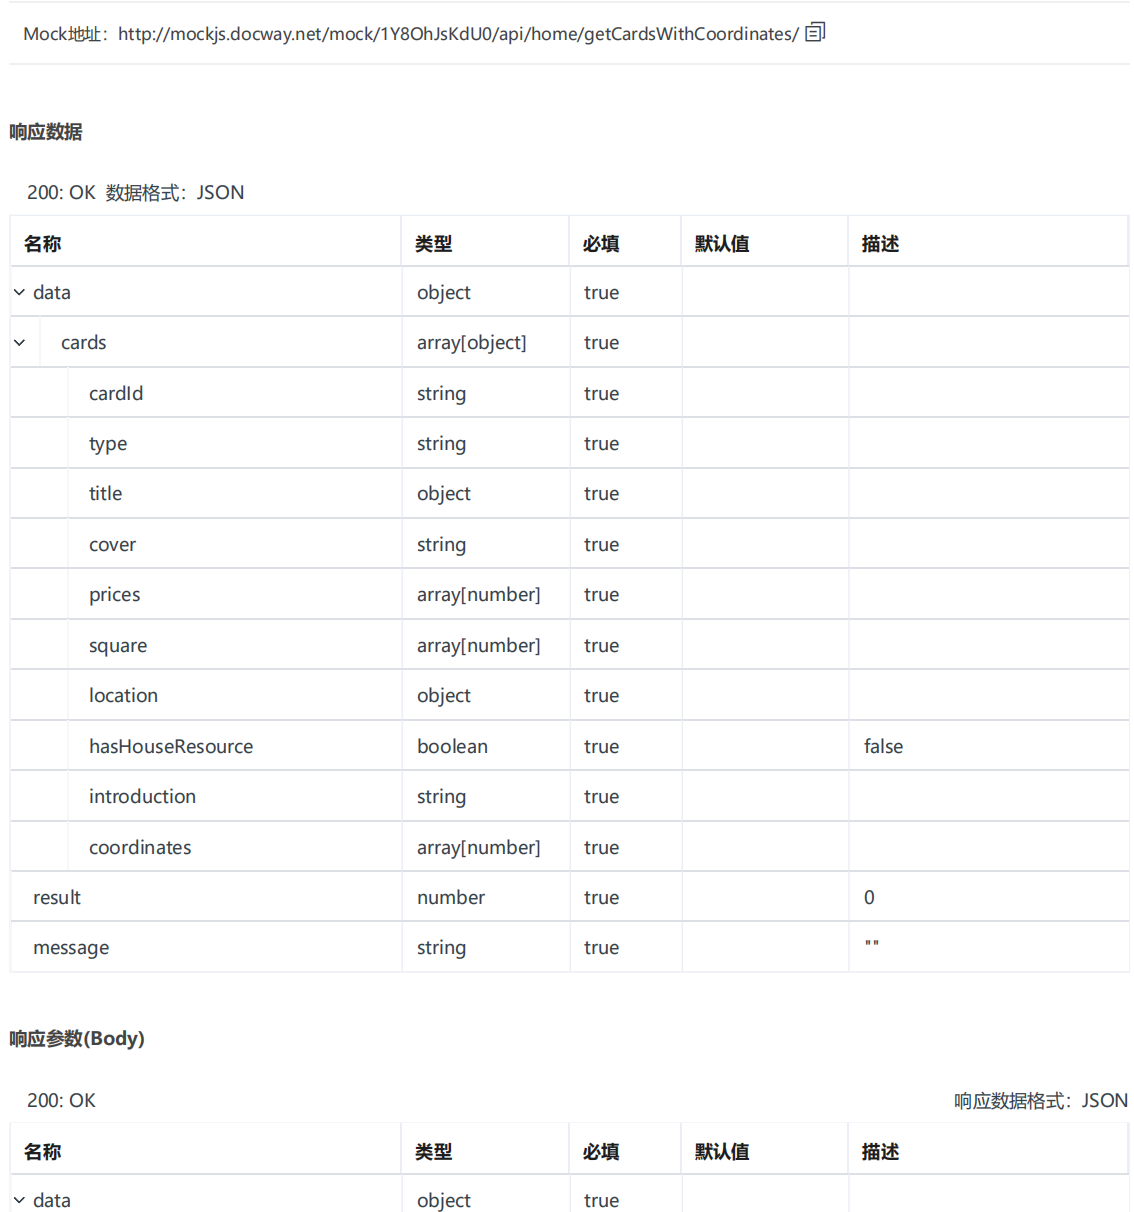 Mock地址：http://mockjs.docway.net/mock/1Y8OhJsKdU0/api/home/getCardsWithCoordinates/
响应数据
200: OK 数据格式：JSON
名称 类型 必填 默认值 描述
data object true
cards array[object] true
cardId string true
type string true
title object true
cover string true
prices array[number] true
square array[number] true
location object true
hasHouseResource boolean true false
introduction string true
coordinates array[number] true
result number true 0
message string true ""
响应参数(Body)
200: OK 响应数据格式：JSON
名称 类型 必填 默认值 描述
data object true